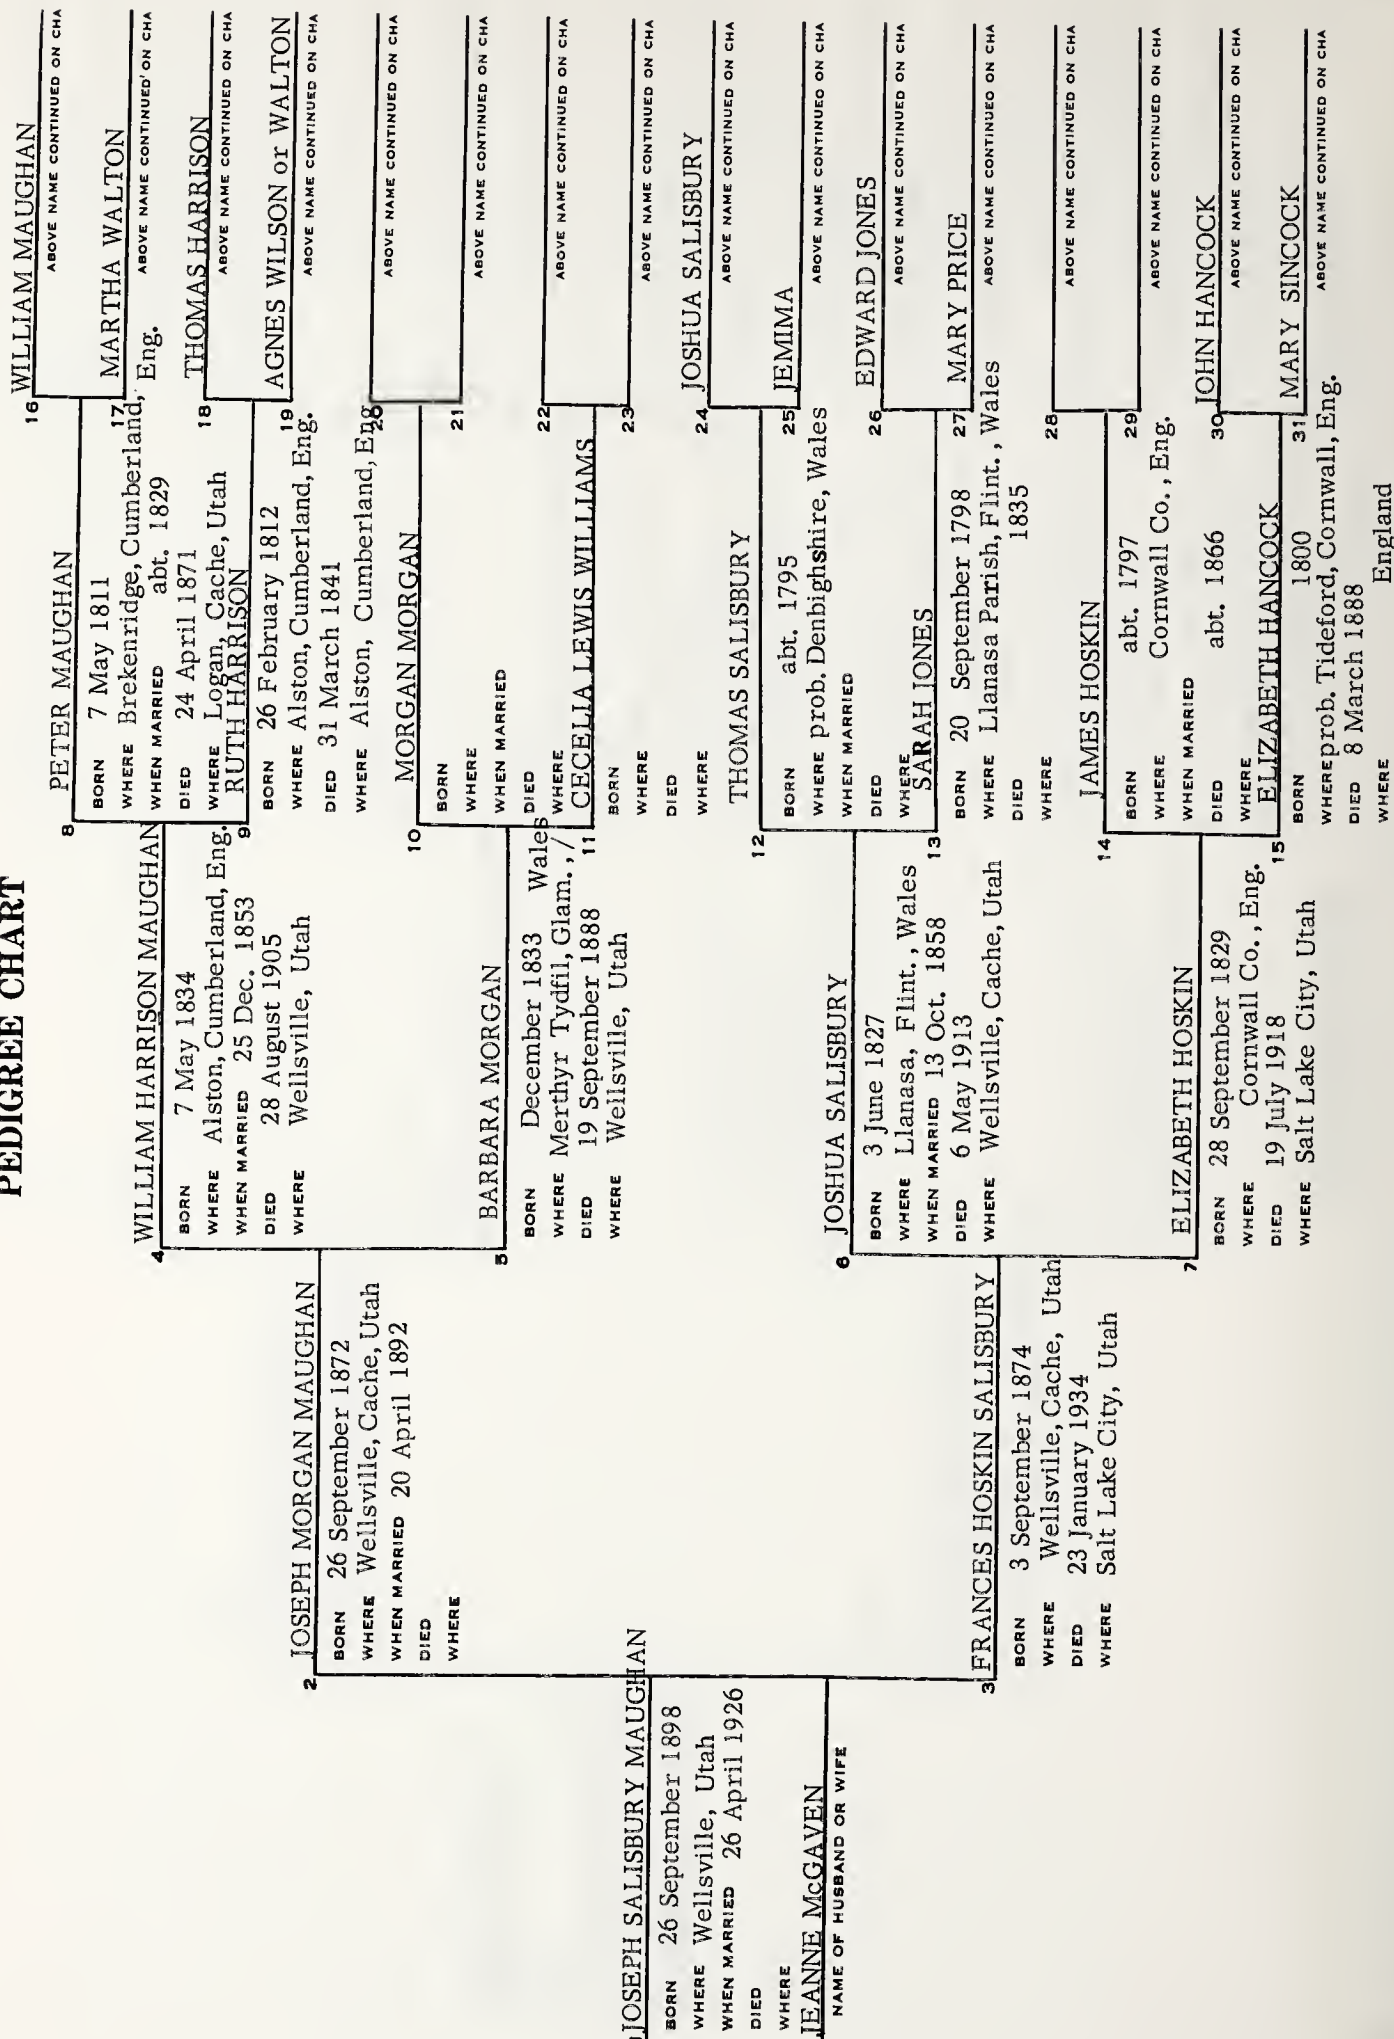 PEDIGREE CHART
JOSEPH SALISBURY MAUGHAN
BORN 26 September 1898
WHERE Wellsville, Utah
WHEN MARRIED 26 April 1926
DIED
WHERE
JEANNE McGAVEN
NAME OF HUSBAND OR WIFE
2
JOSEPH MORGAN MAUGHAN
BORN 26 September 1872
WHERE Wellsville, Cache, Utah
WHEN MARRIED 20 April 1892
DIED
WHERE
3
FRANCES HOSKIN SALISBURY
BORN 3 September 1874
WHERE Wellsville, Cache, Utah
DIED 23 January 1934
WHERE Salt Lake City, Utah
4
WILLIAM HARRISON MAUGHAN
BORN 7 May 1834
WHERE Alston, Cumberland, Eng.
WHEN MARRIED 25 Dec. 1853
DIED 28 August 1905
WHERE Wellsville, Utah
5
BARBARA MORGAN
BORN December 1833 Wales
WHERE Merthyr Tydfil, Glam., /
DIED 19 September 1888
WHERE Wellsville, Utah
6
JOSHUA SALISBURY
BORN 3 June 1827
WHERE Llanasa, Flint., Wales
WHEN MARRIED 13 Oct. 1858
DIED 6 May 1913
WHERE Wellsville, Cache, Utah
7
ELIZABETH HOSKIN
BORN 28 September 1829
WHERE Cornwall Co., Eng.
DIED 19 July 1918
WHERE Salt Lake City, Utah
8
PETER MAUGHAN
BORN 7 May 1811
WHERE Brekenridge, Cumberland, Eng.
WHEN MARRIED abt. 1829
DIED 24 April 1871
WHERE Logan, Cache, Utah
9
RUTH HARRISON
BORN 26 February 1812
WHERE Alston, Cumberland, Eng.
DIED 31 March 1841
WHERE Alston, Cumberland, Eng
10
MORGAN MORGAN
BORN
WHERE
WHEN MARRIED
DIED
WHERE
11
CECELIA LEWIS WILLIAMS
BORN
WHERE
DIED
WHERE
12
THOMAS SALISBURY
BORN abt. 1795
WHERE prob. Denbighshire, Wales
WHEN MARRIED
DIED
WHERE
13
SARAH JONES
BORN 20 September 1798
WHERE Llanasa Parish, Flint., Wales
DIED 1835
WHERE
14
JAMES HOSKIN
BORN abt. 1797
WHERE Cornwall Co., Eng.
WHEN MARRIED
DIED abt. 1866
WHERE
15
ELIZABETH HANCOCK
BORN 1800
WHERE prob. Tideford, Cornwall, Eng.
DIED 8 March 1888
WHERE England
16
WILLIAM MAUGHAN
ABOVE NAME CONTINUED ON CHA
17
MARTHA WALTON
ABOVE NAME CONTINUED' ON CHA
18
THOMAS HARRISON
ABOVE NAME CONTINUED ON CHA
19
AGNES WILSON or WALTON
ABOVE NAME CONTINUED ON CHA
20
ABOVE NAME CONTINUED ON CHA
21
ABOVE NAME CONTINUED ON CHA
22
ABOVE NAME CONTINUED ON CHA
23
ABOVE NAME CONTINUED ON CHA
24
JOSHUA SALISBURY
ABOVE NAME CONTINUED ON CHA
25
JEMIMA
ABOVE NAME CONTINUEO ON CHA
26
EDWARD JONES
ABOVE NAME CONTINUED ON CHA
27
MARY PRICE
ABOVE NAME CONTINUEO ON CHA
28
ABOVE NAME CONTINUED ON CHA
29
ABOVE NAME CONTINUED ON CHA
30
JOHN HANCOCK
ABOVE NAME CONTINUED ON CHA
31
MARY SINCOCK
ABOVE NAME CONTINUED ON CHA